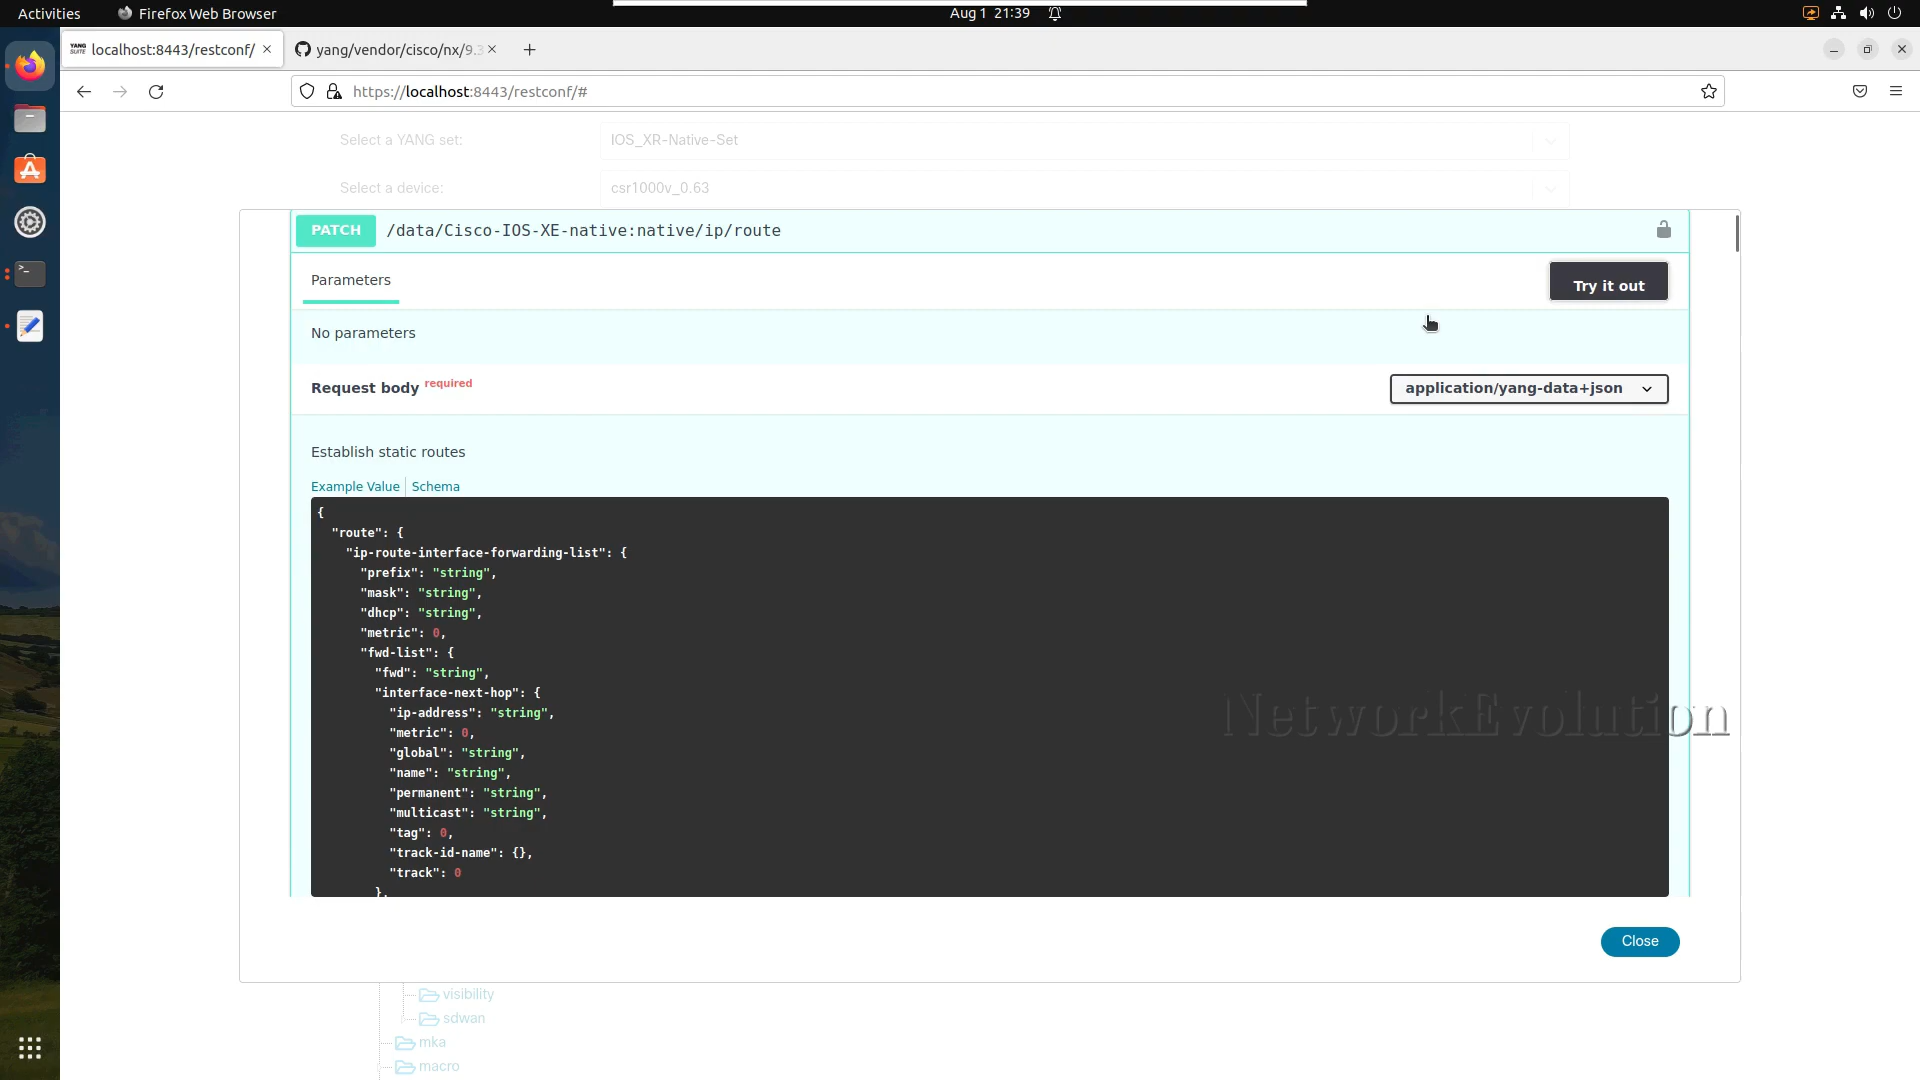 Activities
Firefox Web Browser
Aug 1 21:39
YANG SUITE
localhost:8443/restconf/
yang/vendor/cisco/nx/9.3
https://localhost:8443/restconf/#
Select a YANG set:
IOS_XR-Native-Set
Select a device:
csr1000v_0.63
PATCH
/data/Cisco-IOS-XE-native:native/ip/route
Parameters
Try it out
No parameters
Request body required
application/yang-data+json
Establish static routes
Example Value
Schema
{
"route": {
"ip-route-interface-forwarding-list": {
"prefix": "string",
"mask": "string",
"dhcp": "string",
"metric": 0,
"fwd-list": {
"fwd": "string",
"interface-next-hop": {
"ip-address": "string",
"metric": 0,
"global": "string",
"name": "string",
"permanent": "string",
"multicast": "string",
"tag": 0,
"track-id-name": {},
"track": 0
},
NetworkEvolution
Close
visibility
sdwan
mka
macro